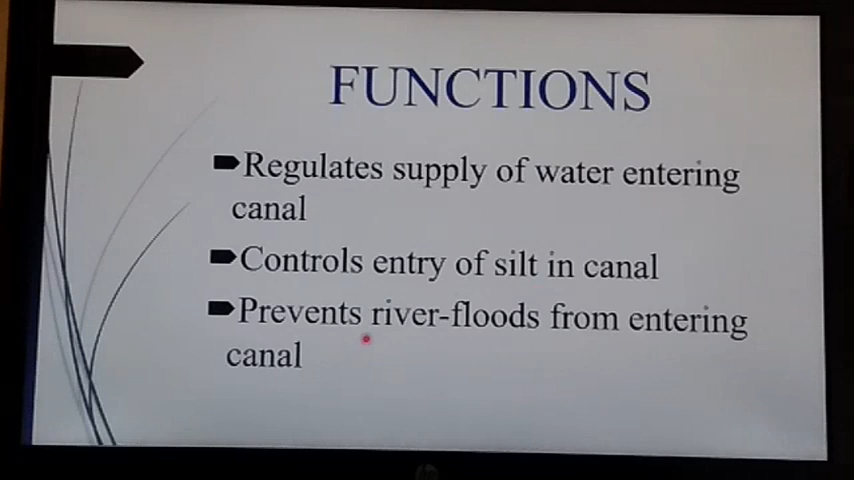 FUNCTIONS
Regulates supply of water entering
canal
Controls entry of silt in canal
Prevents river-floods from entering
canal
hp